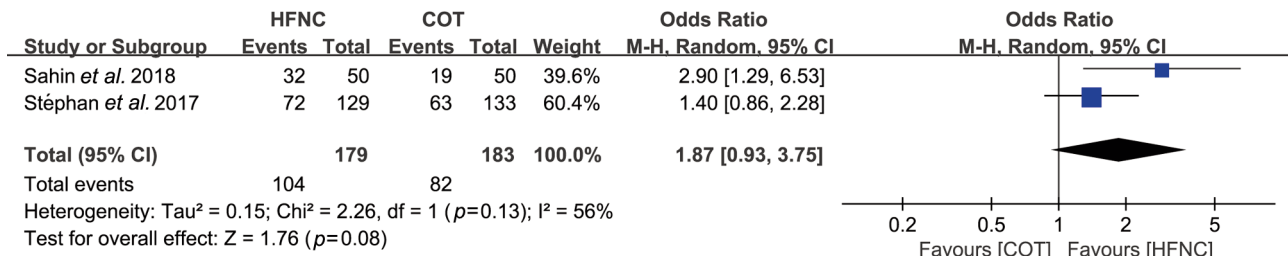 HFNC COT Odds Ratio Odds Ratio
Study or Subgroup Events Total Events Total Weight M-H, Random, 95% CI M-H, Random, 95% CI
Sahin et al. 2018 32 50 19 50 39.6% 2.90 [1.29, 6.53]
Stéphan et al. 2017 72 129 63 133 60.4% 1.40 [0.86, 2.28]
Total (95% CI) 179 183 100.0% 1.87 [0.93, 3.75]
Total events 104 82
Heterogeneity: Tau² = 0.15; Chi² = 2.26, df = 1 (p=0.13); I² = 56%
Test for overall effect: Z = 1.76 (p=0.08)
0.2 0.5 1 2 5
Favours [COT] Favours [HFNC]